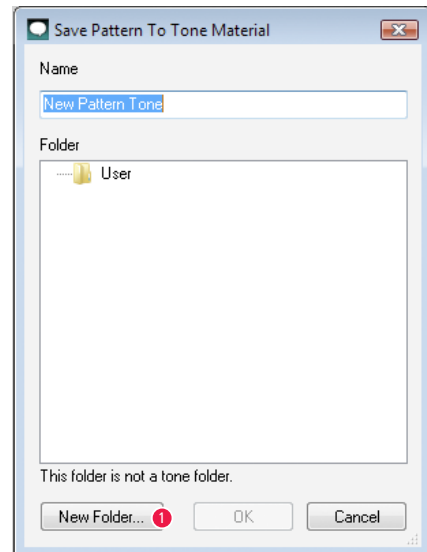 Save Pattern To Tone Material
Name
New Pattern Tone
Folder
User
This folder is not a tone folder.
New Folder... 1 OK Cancel